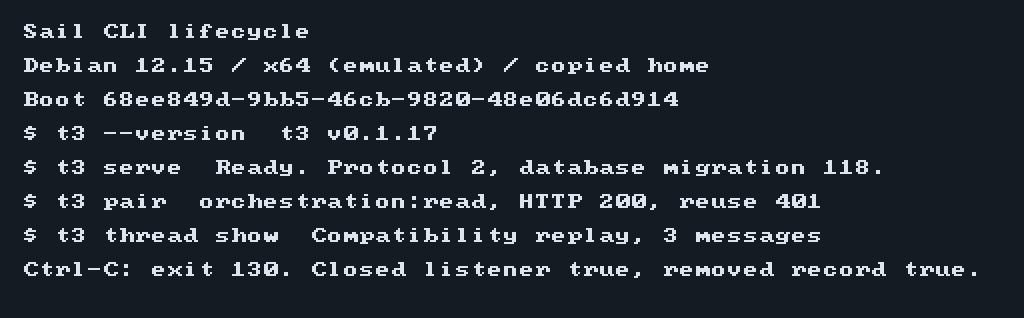 Sail CLI lifecycle
Debian 12.15 / x64 (emulated) / copied home
Boot 68ee849d-9bb5-46cb-9820-48e06dc6d914
$ t3 --version  t3 v0.1.17
$ t3 serve  Ready. Protocol 2, database migration 118.
$ t3 pair  orchestration:read, HTTP 200, reuse 401
$ t3 thread show  Compatibility replay, 3 messages
Ctrl-C: exit 130. Closed listener true, removed record true.